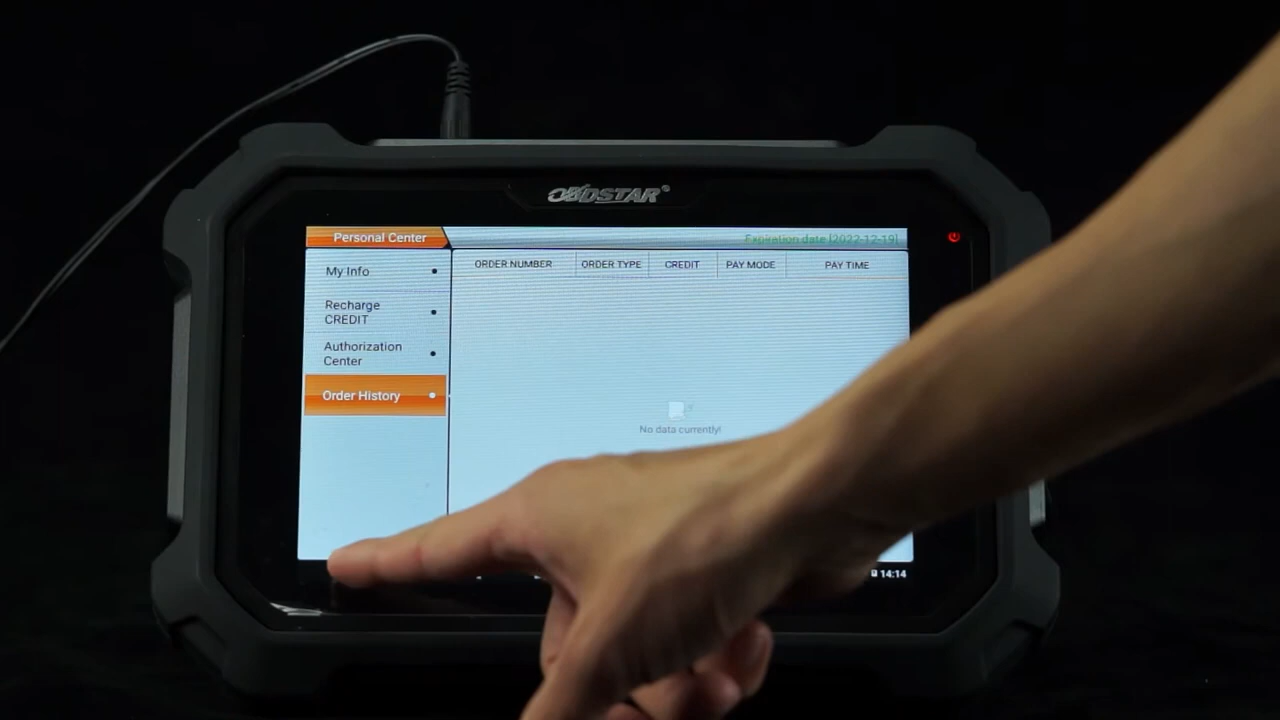 OBDSTAR®
Personal Center
Expiration date [2022-12-19]
My Info
Recharge
CREDIT
Authorization
Center
Order History
ORDER NUMBER ORDER TYPE CREDIT PAY MODE PAY TIME
No data currently!
14:14